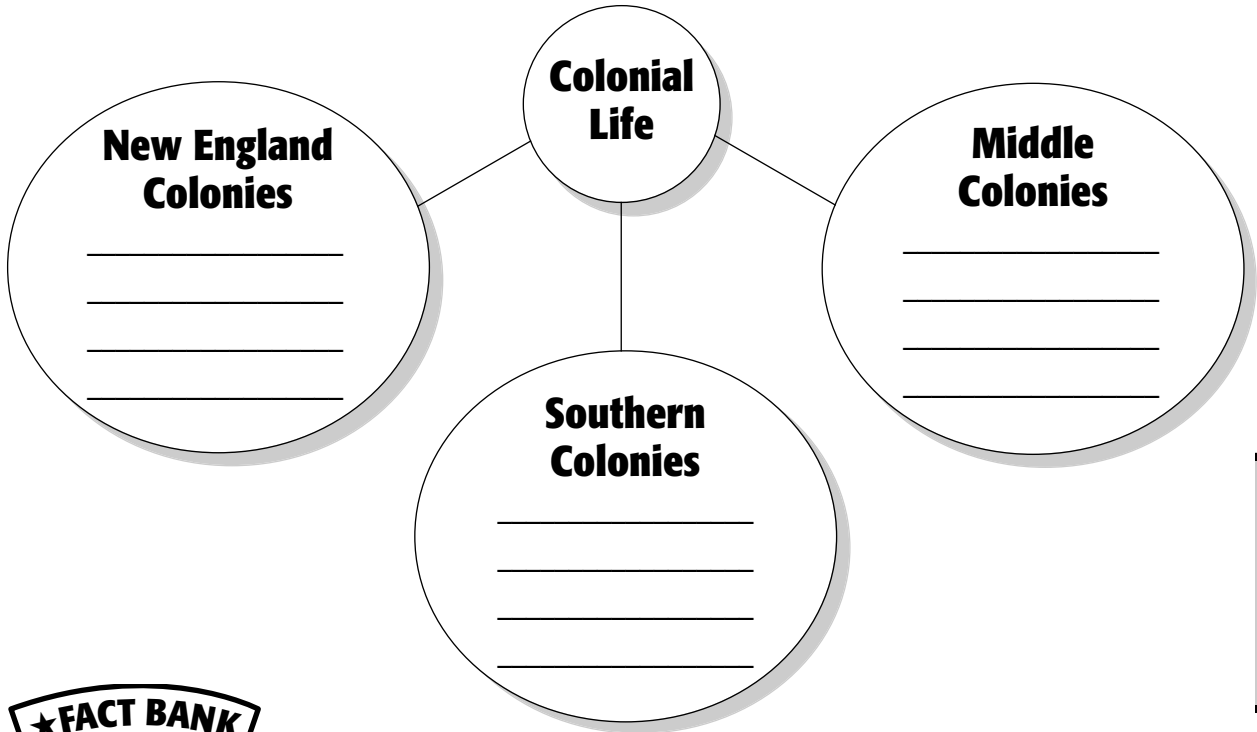 Colonial
Life
New England
Colonies
Middle
Colonies
Southern
Colonies
★FACT BANK